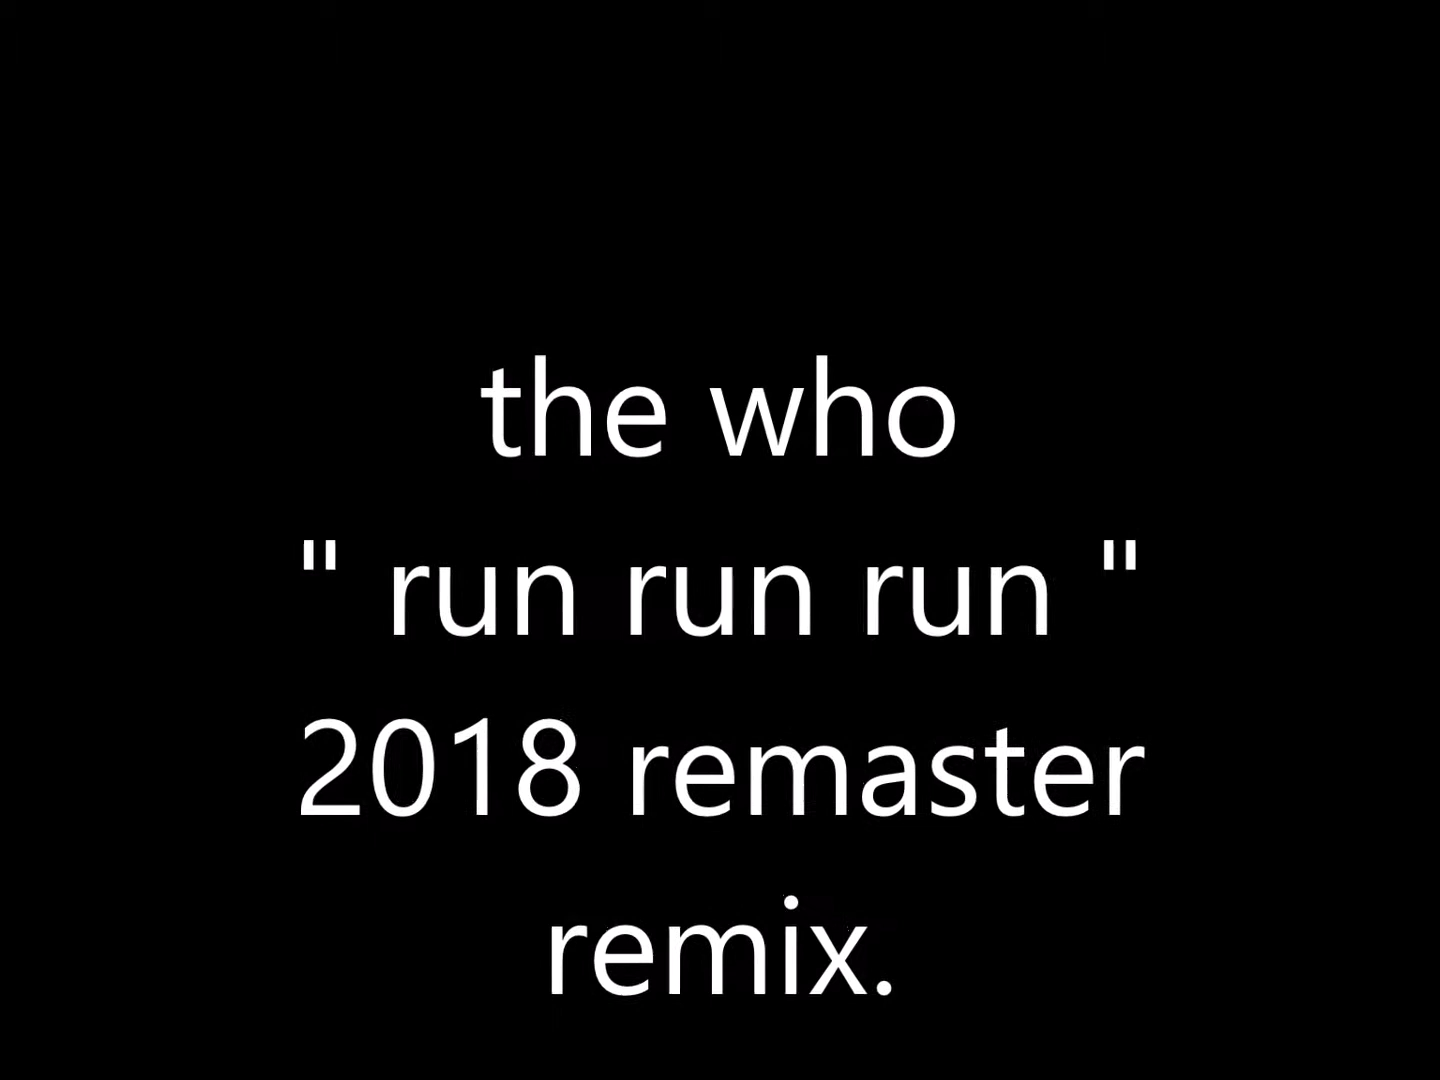 the who
" run run run "
2018 remaster
remix.